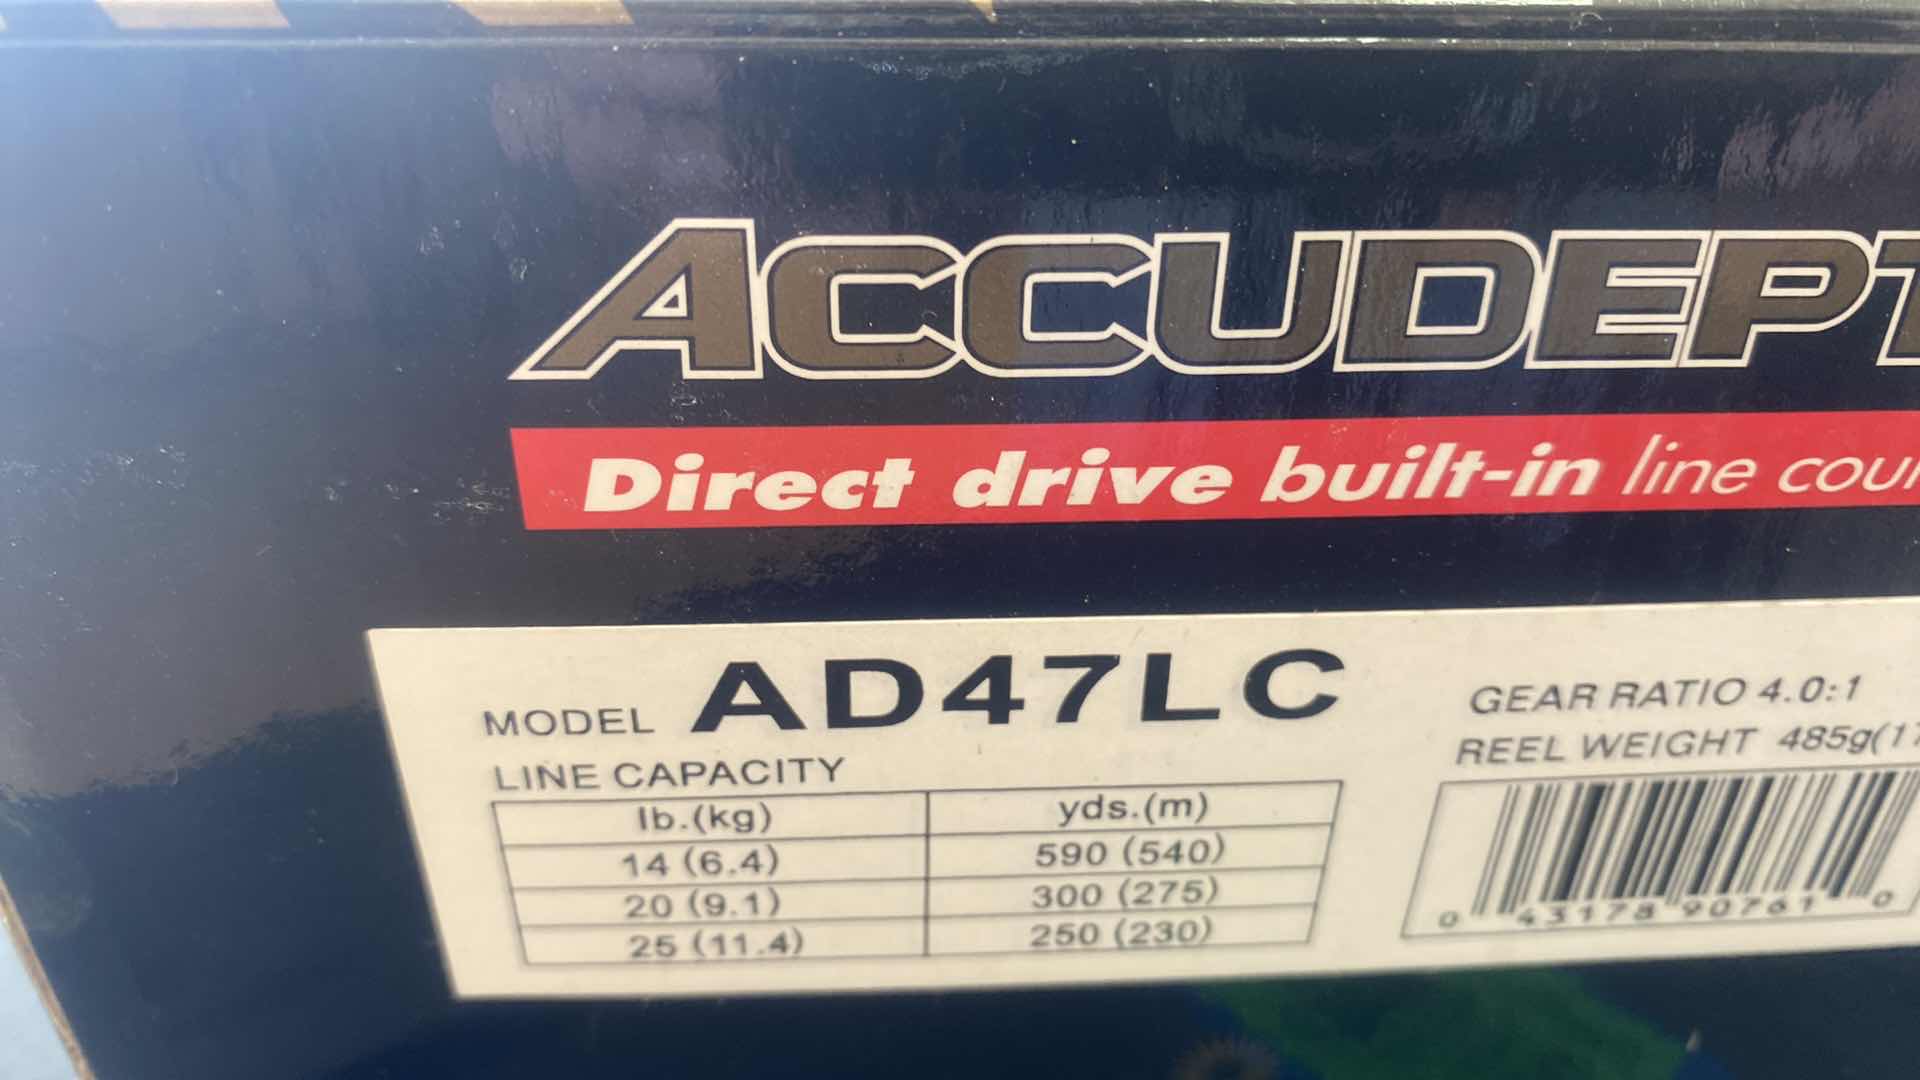 ACCUDEPT
Direct drive built-in line cou
MODEL AD47LC
GEAR RATIO 4.0:1
REEL WEIGHT 485g(17
LINE CAPACITY
lb.(kg) yds.(m)
14 (6.4) 590 (540)
20 (9.1) 300 (275)
25 (11.4) 250 (230)
0 43178 90761 0